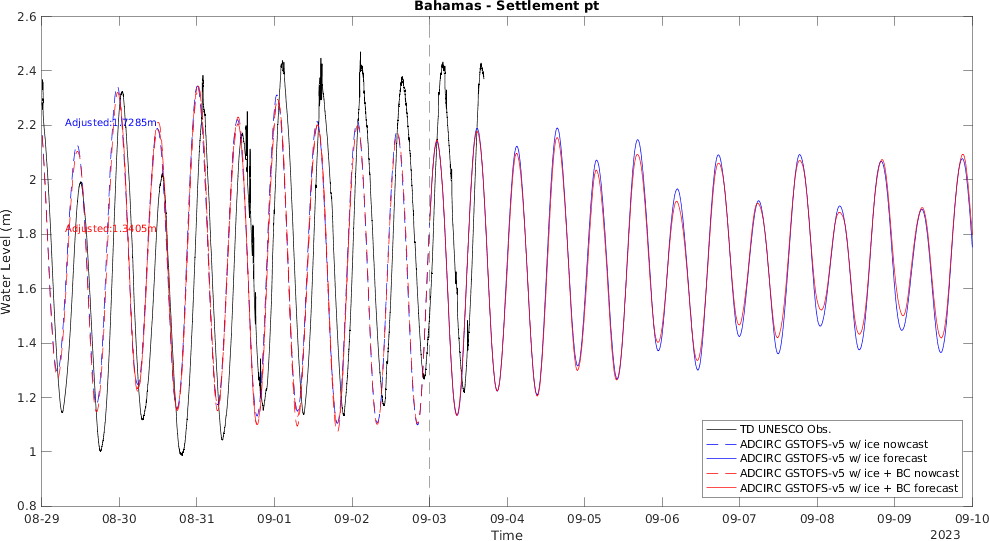 Bahamas - Settlement pt
2.6
2.4
2.2
2
1.8
1.6
1.4
1.2
1
0.8
Water Level (m)
Adjusted:1.7285m
Adjusted:1.3405m
TD UNESCO Obs.
ADCIRC GSTOFS-v5 w/ ice nowcast
ADCIRC GSTOFS-v5 w/ ice forecast
ADCIRC GSTOFS-v5 w/ ice + BC nowcast
ADCIRC GSTOFS-v5 w/ ice + BC forecast
08-29 08-30 08-31 09-01 09-02 09-03 09-04 09-05 09-06 09-07 09-08 09-09 09-10
Time
2023